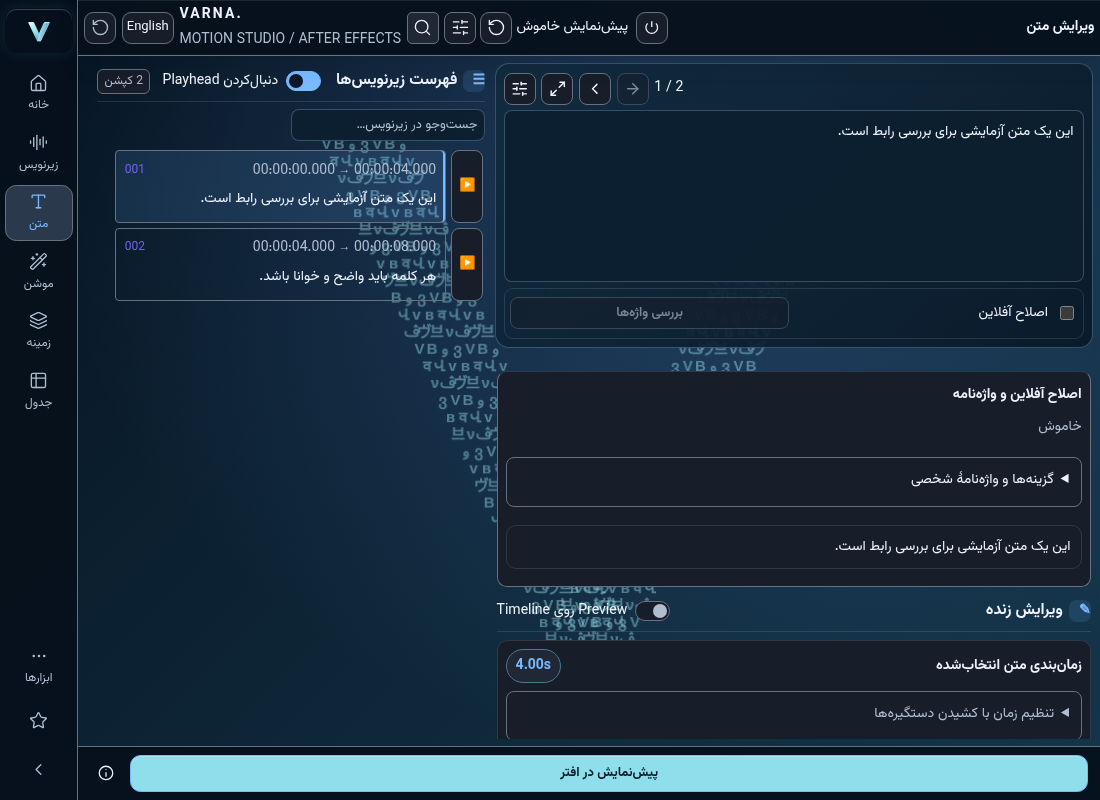 ویرایش متن
پیش‌نمایش خاموش
VARNA.
MOTION STUDIO / AFTER EFFECTS
English
خانه
زیرنویس
متن
موشن
زمینه
جدول
ابزارها
1 / 2
این یک متن آزمایشی برای بررسی رابط است.
اصلاح آفلاین
بررسی واژه‌ها
اصلاح آفلاین و واژه‌نامه
خاموش
گزینه‌ها و واژه‌نامهٔ شخصی
این یک متن آزمایشی برای بررسی رابط است.
ویرایش زنده
Preview روی Timeline
زمان‌بندی متن انتخاب‌شده
4.00s
تنظیم زمان با کشیدن دستگیره‌ها
فهرست زیرنویس‌ها
دنبال‌کردن Playhead
2 کپشن
جست‌وجو در زیرنویس…
001
00:00:00.000 → 00:00:04.000
این یک متن آزمایشی برای بررسی رابط است.
002
00:00:04.000 → 00:00:08.000
هر کلمه باید واضح و خوانا باشد.
پیش‌نمایش در افتر